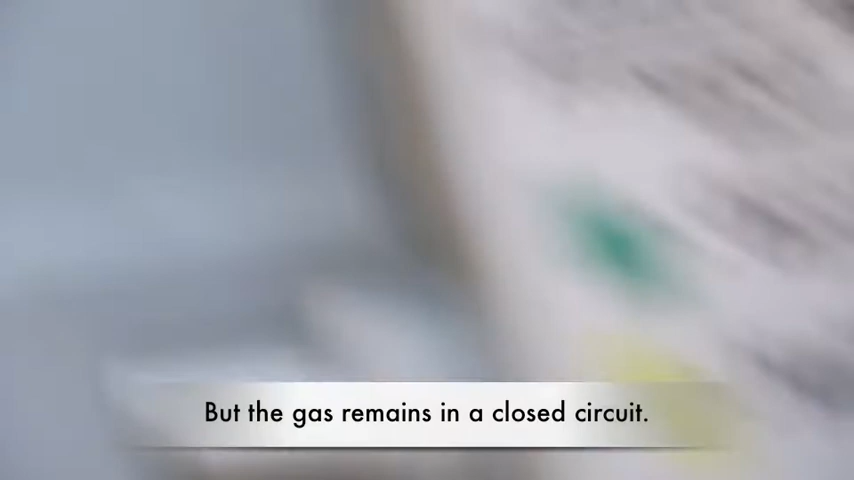 But the gas remains in a closed circuit.